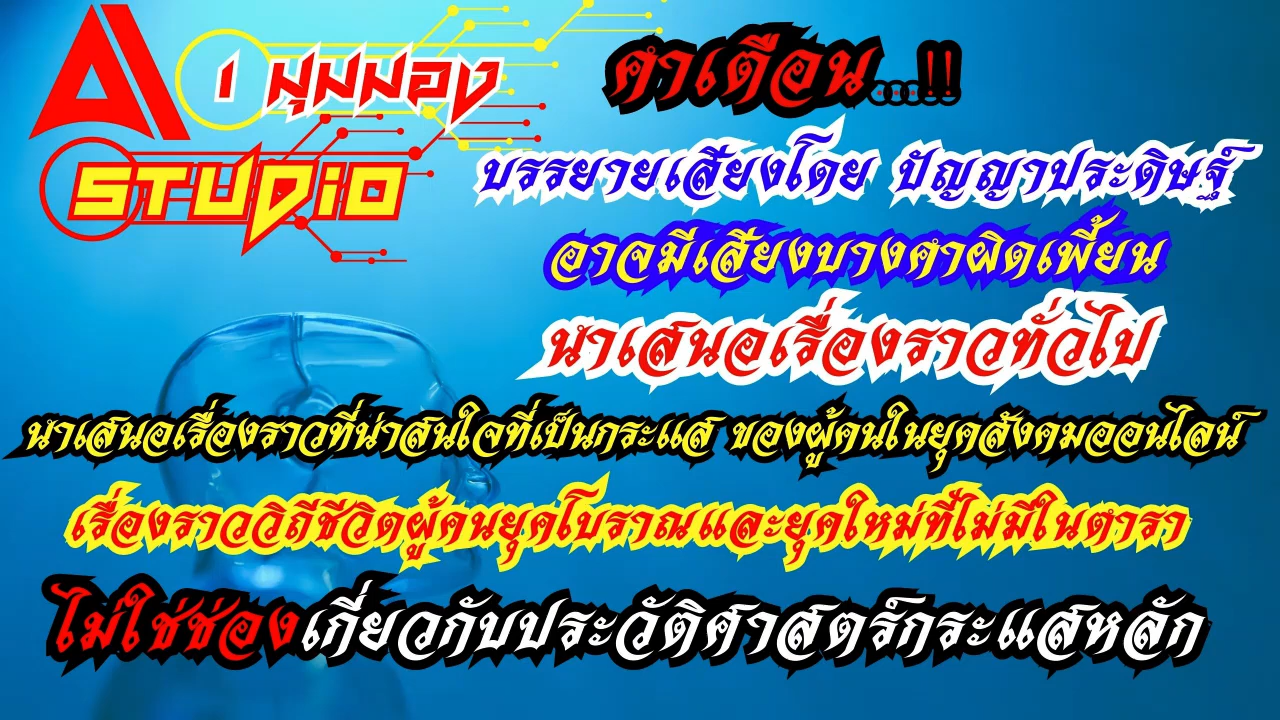 AI 1 มุมมอง
STUDIO
คำเตือน...!!
บรรยายเสียงโดย ปัญญาประดิษฐ์
อาจมีเสียงบางคำผิดเพี้ยน
นำเสนอเรื่องราวทั่วไป
นำเสนอเรื่องราวที่น่าสนใจที่เป็นกระแส ของผู้คนในยุคสังคมออนไลน์
เรื่องราววิถีชีวิตผู้คนยุคโบราณและยุคใหม่ที่ไม่มีในตำรา
ไม่ใช่ช่องเกี่ยวกับประวัติศาสตร์กระแสหลัก